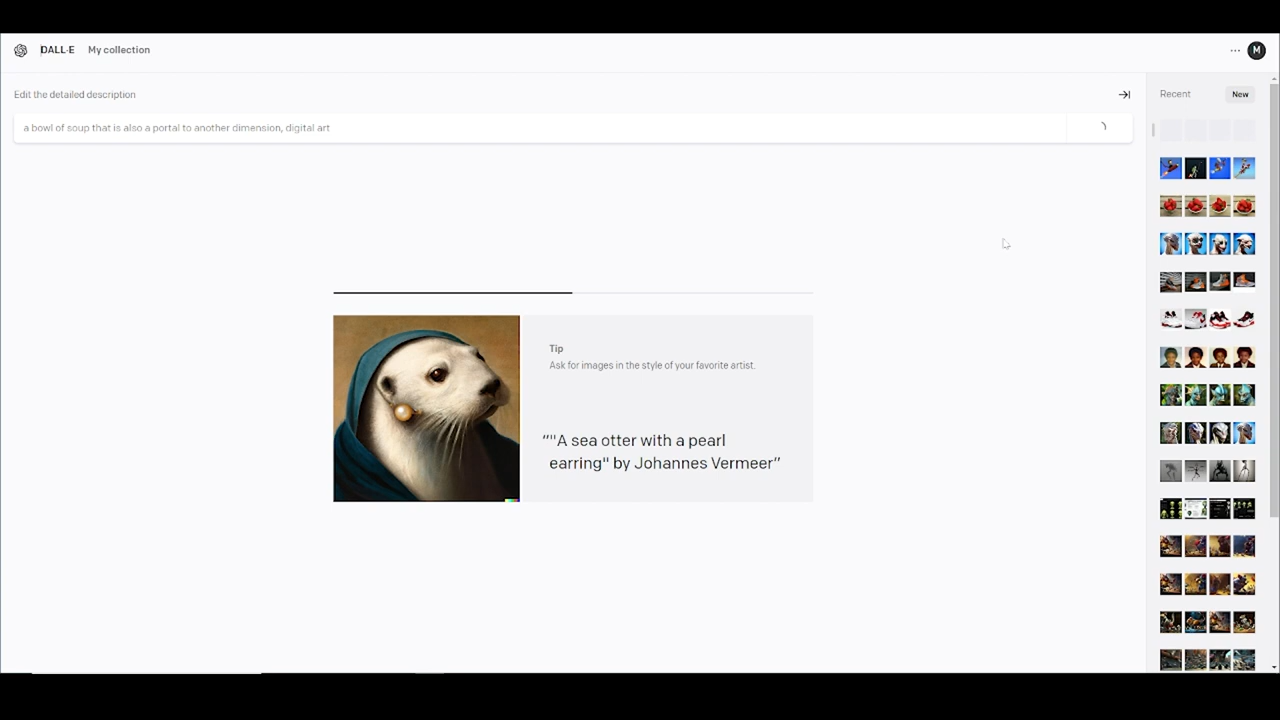 DALL·E My collection ··· M
Edit the detailed description
Recent New
a bowl of soup that is also a portal to another dimension, digital art
Tip
Ask for images in the style of your favorite artist.
“"A sea otter with a pearl
earring" by Johannes Vermeer”